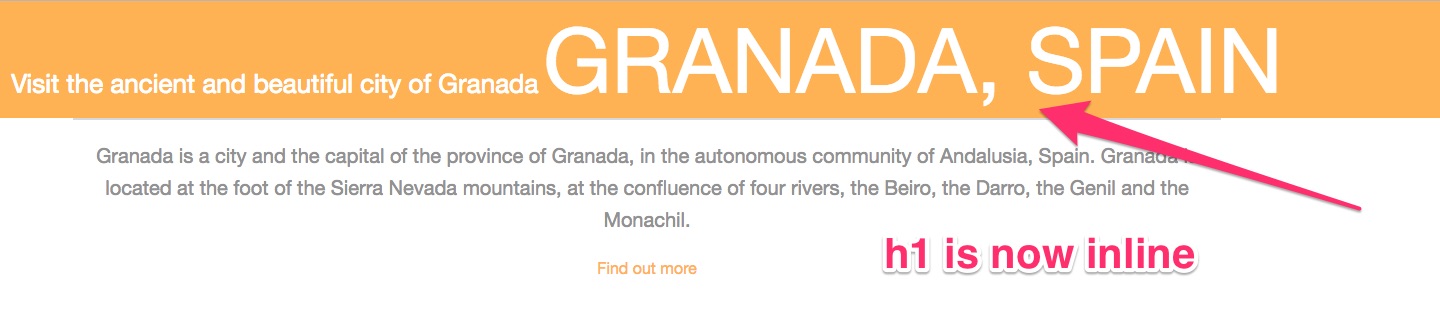 Visit the ancient and beautiful city of Granada GRANADA, SPAIN
Granada is a city and the capital of the province of Granada, in the autonomous community of Andalusia, Spain. Granada is
located at the foot of the Sierra Nevada mountains, at the confluence of four rivers, the Beiro, the Darro, the Genil and the
Monachil.
h1 is now inline
Find out more